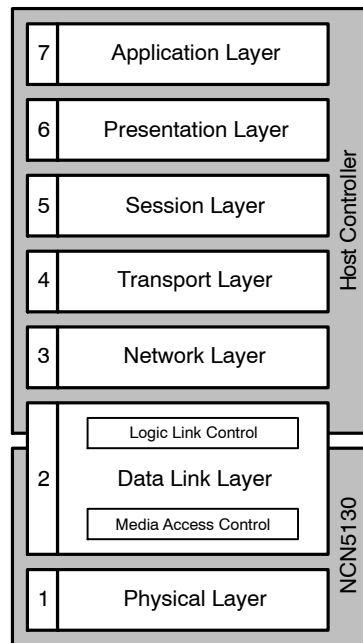 7 Application Layer
6 Presentation Layer
5 Session Layer
4 Transport Layer
3 Network Layer
Host Controller
Logic Link Control
2 Data Link Layer
Media Access Control
1 Physical Layer
NCN5130